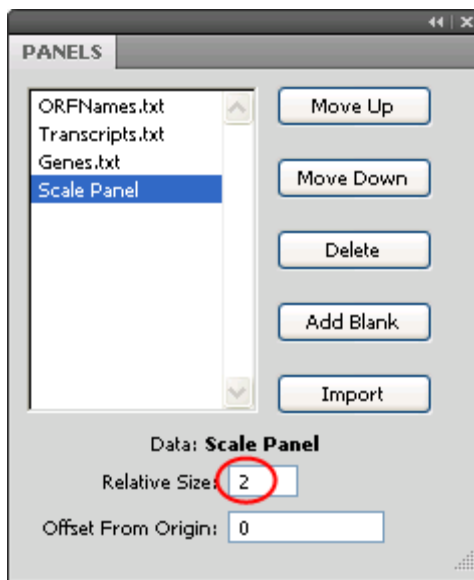 PANELS
ORFNames.txt
Transcripts.txt
Genes.txt
Scale Panel
Move Up
Move Down
Delete
Add Blank
Import
Data: Scale Panel
Relative Size: 2
Offset From Origin: 0